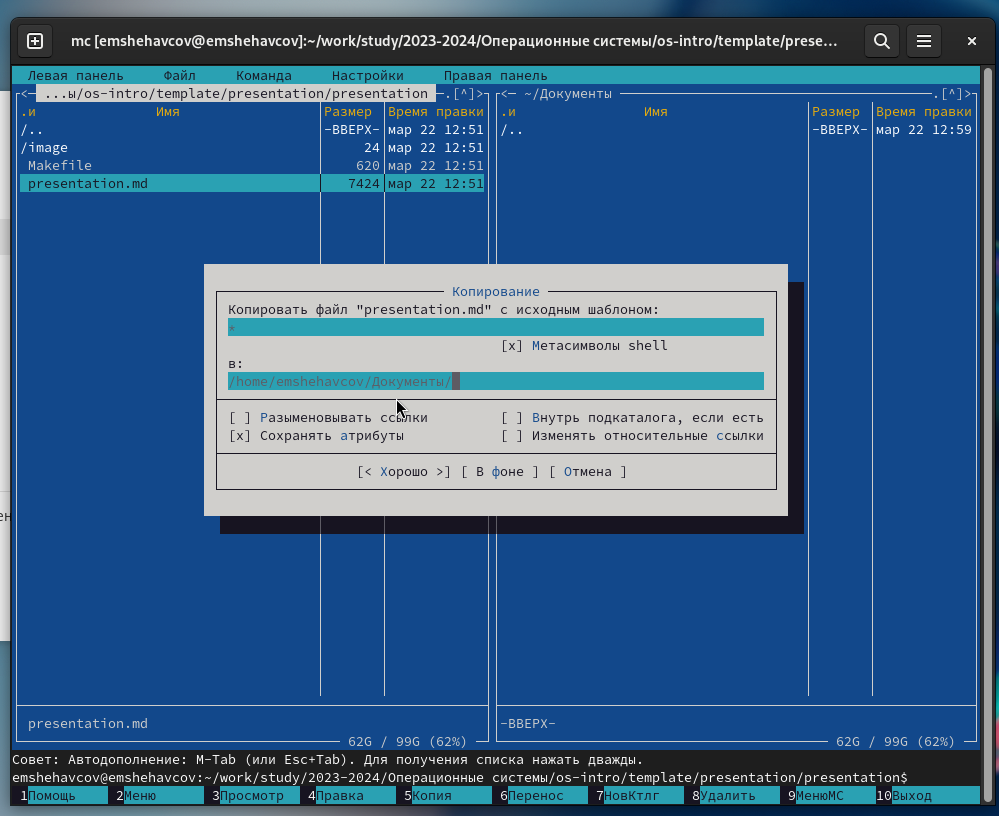 mc [emshehavcov@emshehavcov]:~/work/study/2023-2024/Операционные системы/os-intro/template/prese…
Левая панель Файл Команда Настройки Правая панель
<— ...ы/os-intro/template/presentation/presentation —.[^]>
.и Имя Размер Время правки
/.. -ВВЕРХ- мар 22 12:51
/image 24 мар 22 12:51
Makefile 620 мар 22 12:51
presentation.md 7424 мар 22 12:51
<— ~/Документы —.[^]>
.и Имя Размер Время правки
/.. -ВВЕРХ- мар 22 12:59
Копирование
Копировать файл "presentation.md" с исходным шаблоном:
*
[x] Метасимволы shell
в:
/home/emshehavcov/Документы/
[ ] Разыменовывать ссылки [ ] Внутрь подкаталога, если есть
[x] Сохранять атрибуты [ ] Изменять относительные ссылки
[< Хорошо >] [ В фоне ] [ Отмена ]
presentation.md
62G / 99G (62%)
-ВВЕРХ-
62G / 99G (62%)
Совет: Автодополнение: M-Tab (или Esc+Tab). Для получения списка нажать дважды.
emshehavcov@emshehavcov:~/work/study/2023-2024/Операционные системы/os-intro/template/presentation/presentation$
1Помощь 2Меню 3Просмотр 4Правка 5Копия 6Перенос 7НовКтлг 8Удалить 9МенюМС 10Выход